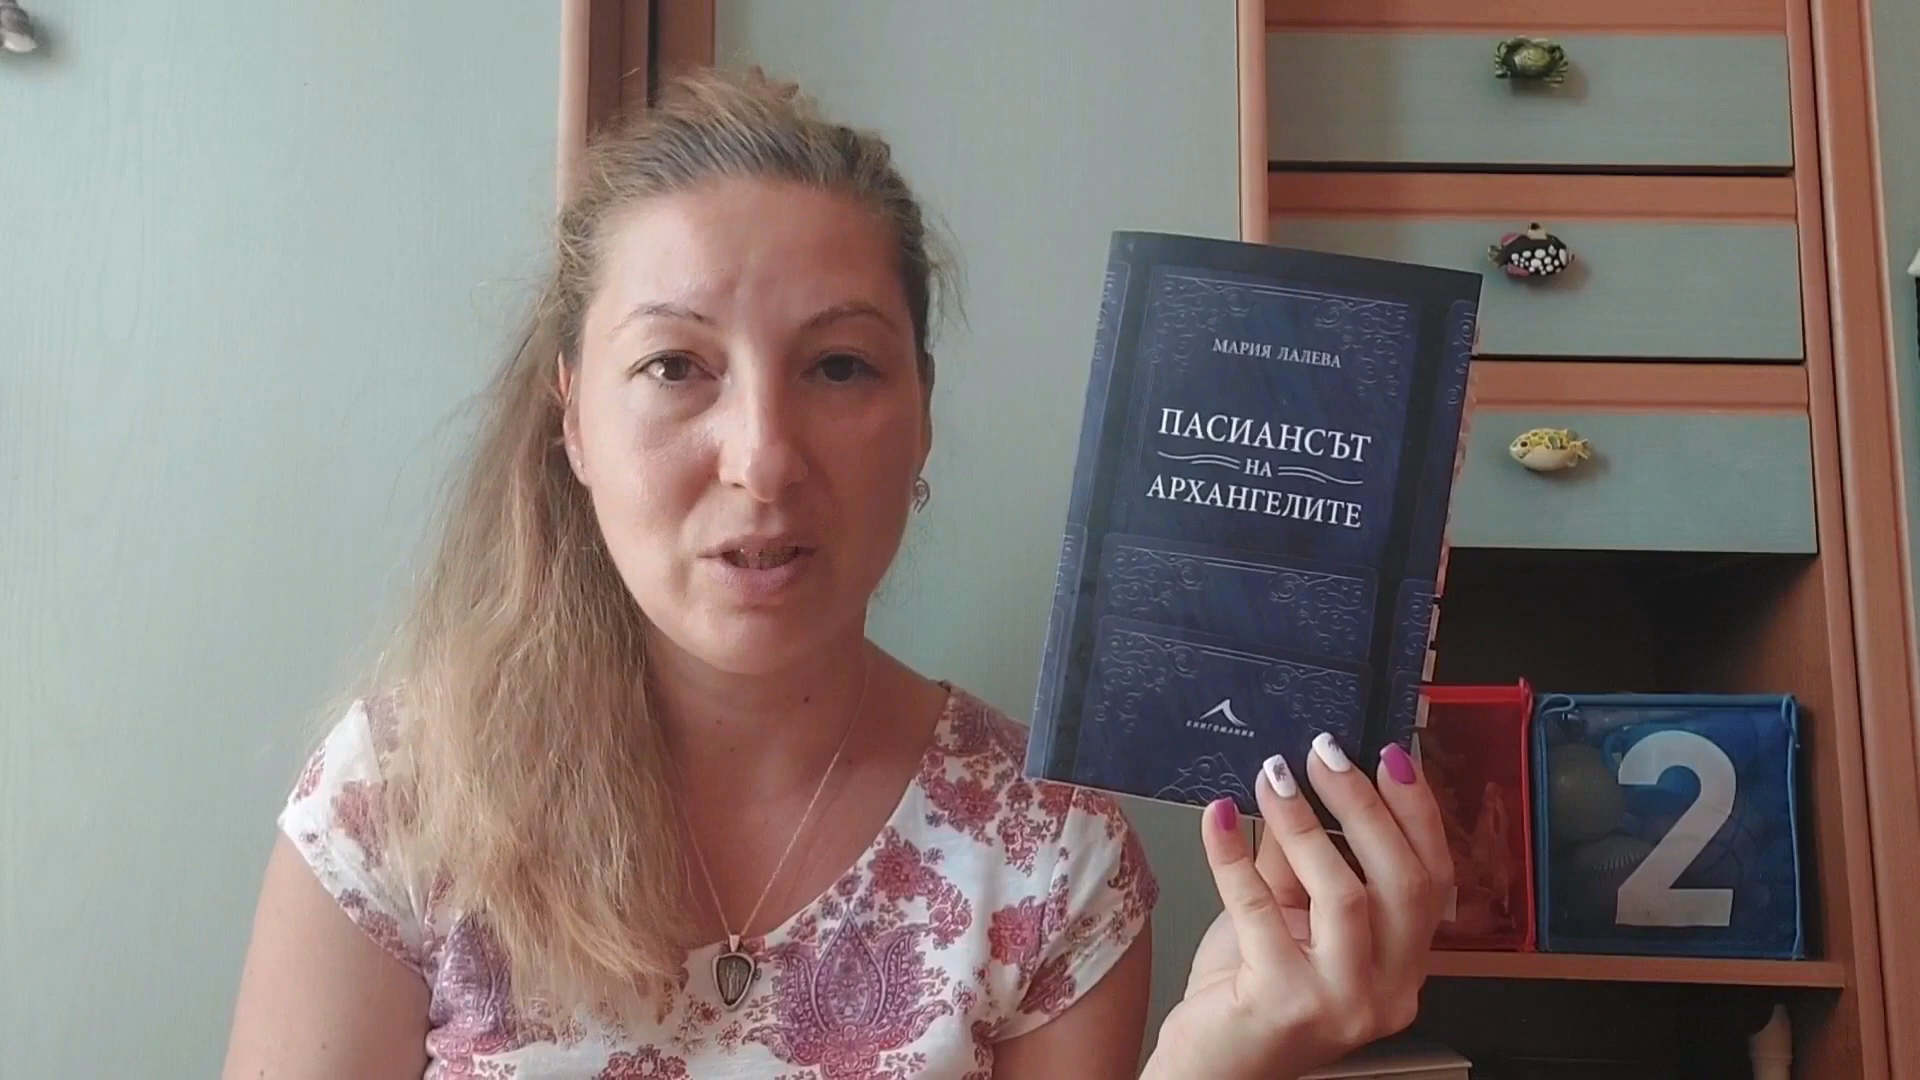 МАРИЯ ЛАЛЕВА
ПАСИАНСЪТ
НА
АРХАНГЕЛИТЕ
КНИГОМАНИЯ
2